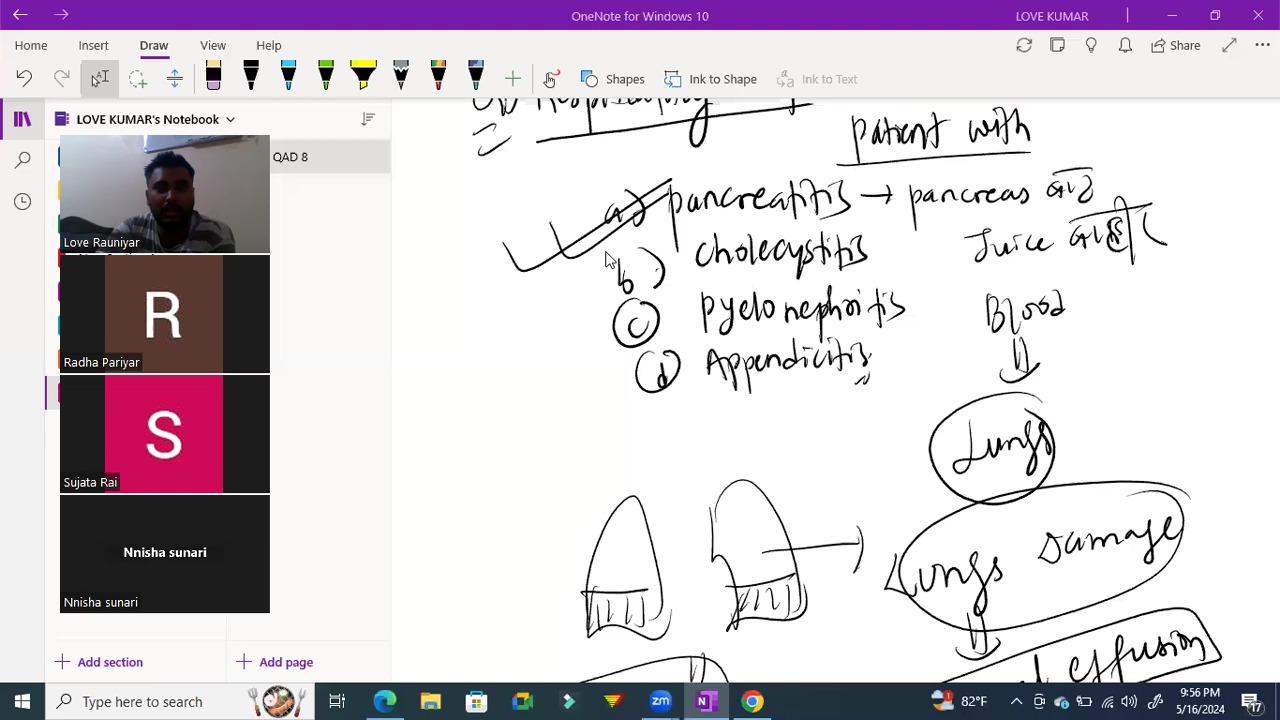 OneNote for Windows 10
LOVE KUMAR
Home Insert Draw View Help
Share
Shapes
Ink to Shape
Ink to Text
LOVE KUMAR's Notebook
QAD 8
Love Rauniyar
R
Radha Pariyar
S
Sujata Rai
Nnisha sunari
Nnisha sunari
Add section
Add page
Respiratory
patient with
a) pancreatitis → pancreas
b) cholecystitis
Juice
c pyelonephritis
Blood
d Appendicitis
Lungs
Lungs Damage
effusion
Type here to search
zm
N
82°F
9:56 PM
5/16/2024
17